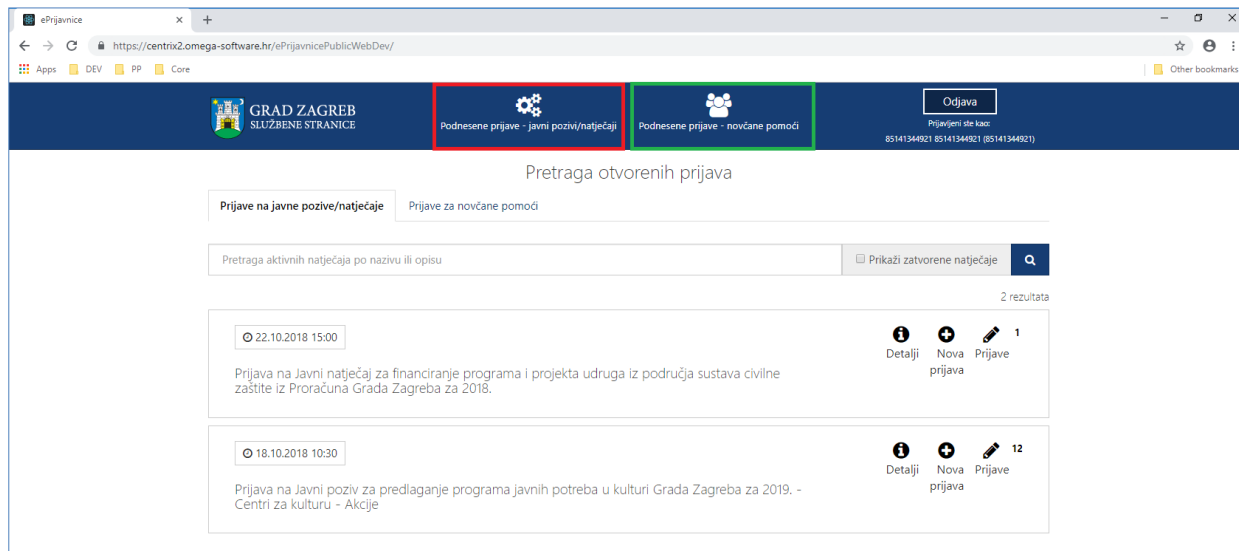 ePrijavnice
https://centrix2.omega-software.hr/ePrijavnicePublicWebDev/
Apps DEV PP Core Other bookmarks
GRAD ZAGREB
SLUŽBENE STRANICE
Podnesene prijave - javni pozivi/natječaji
Podnesene prijave - novčane pomoći
Odjava
Prijavljeni ste kao:
85141344921 85141344921 (85141344921)
Pretraga otvorenih prijava
Prijave na javne pozive/natječaje Prijave za novčane pomoći
Pretraga aktivnih natječaja po nazivu ili opisu Prikaži zatvorene natječaje
2 rezultata
22.10.2018 15:00
Prijava na Javni natječaj za financiranje programa i projekta udruga iz područja sustava civilne
zaštite iz Proračuna Grada Zagreba za 2018.
Detalji
Nova
prijava
Prijave 1
18.10.2018 10:30
Prijava na Javni poziv za predlaganje programa javnih potreba u kulturi Grada Zagreba za 2019. -
Centri za kulturu - Akcije
Detalji
Nova
prijava
Prijave 12